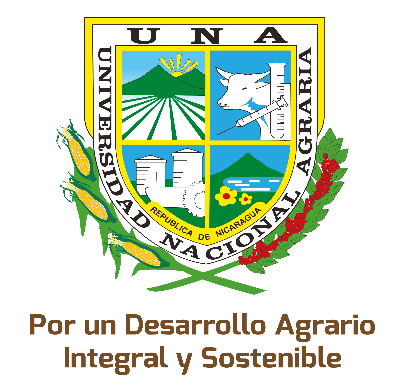 UNA
UNIVERSIDAD NACIONAL AGRARIA
REPUBLICA DE NICARAGUA
Por un Desarrollo Agrario
Integral y Sostenible